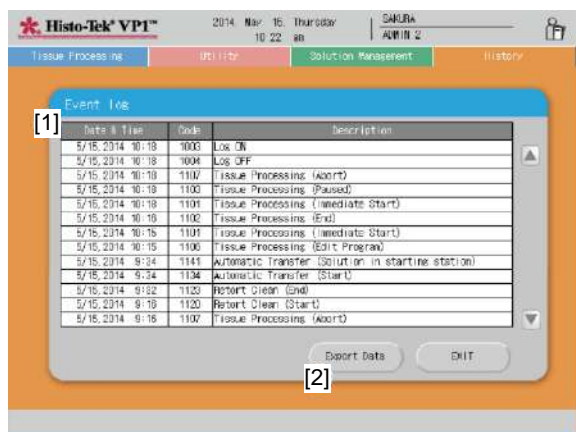 Histo-Tek® VP1™
2014 May 15. Thursday
10 22 am
SAKURA
ADMIN 2
Tissue Processing
Utility
Solution Management
History
Event log
[1]
Date & Time Code Description
5/15,2014 10:18 1003 Log ON
5/15,2014 10:18 1004 Log OFF
5/15,2014 10:18 1107 Tissue Processing (Abort)
5/15,2014 10:18 1103 Tissue Processing (Paused)
5/15,2014 10:18 1101 Tissue Processing (Immediate Start)
5/15,2014 10:16 1102 Tissue Processing (End)
5/15,2014 10:15 1101 Tissue Processing (Immediate Start)
5/15,2014 10:15 1106 Tissue Processing (Edit Program)
5/15,2014 9:34 1141 Automatic Transfer (Solution in starting station)
5/15,2014 9:34 1134 Automatic Transfer (Start)
5/15,2014 9:32 1123 Retort Clean (End)
5/15,2014 9:16 1120 Retort Clean (Start)
5/15,2014 9:16 1107 Tissue Processing (Abort)
Export Data
EXIT
[2]